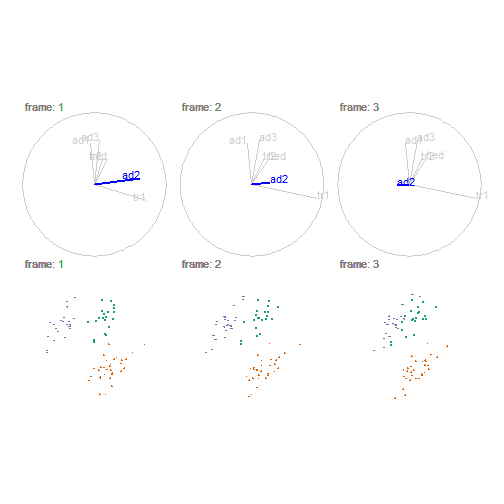 frame: 1 frame: 2 frame: 3
ad3 ad3 ad3
ad1 ad1 ad1
ad2 ad2 ad2
tr1 tr1 tr1
frame: 1 frame: 2 frame: 3